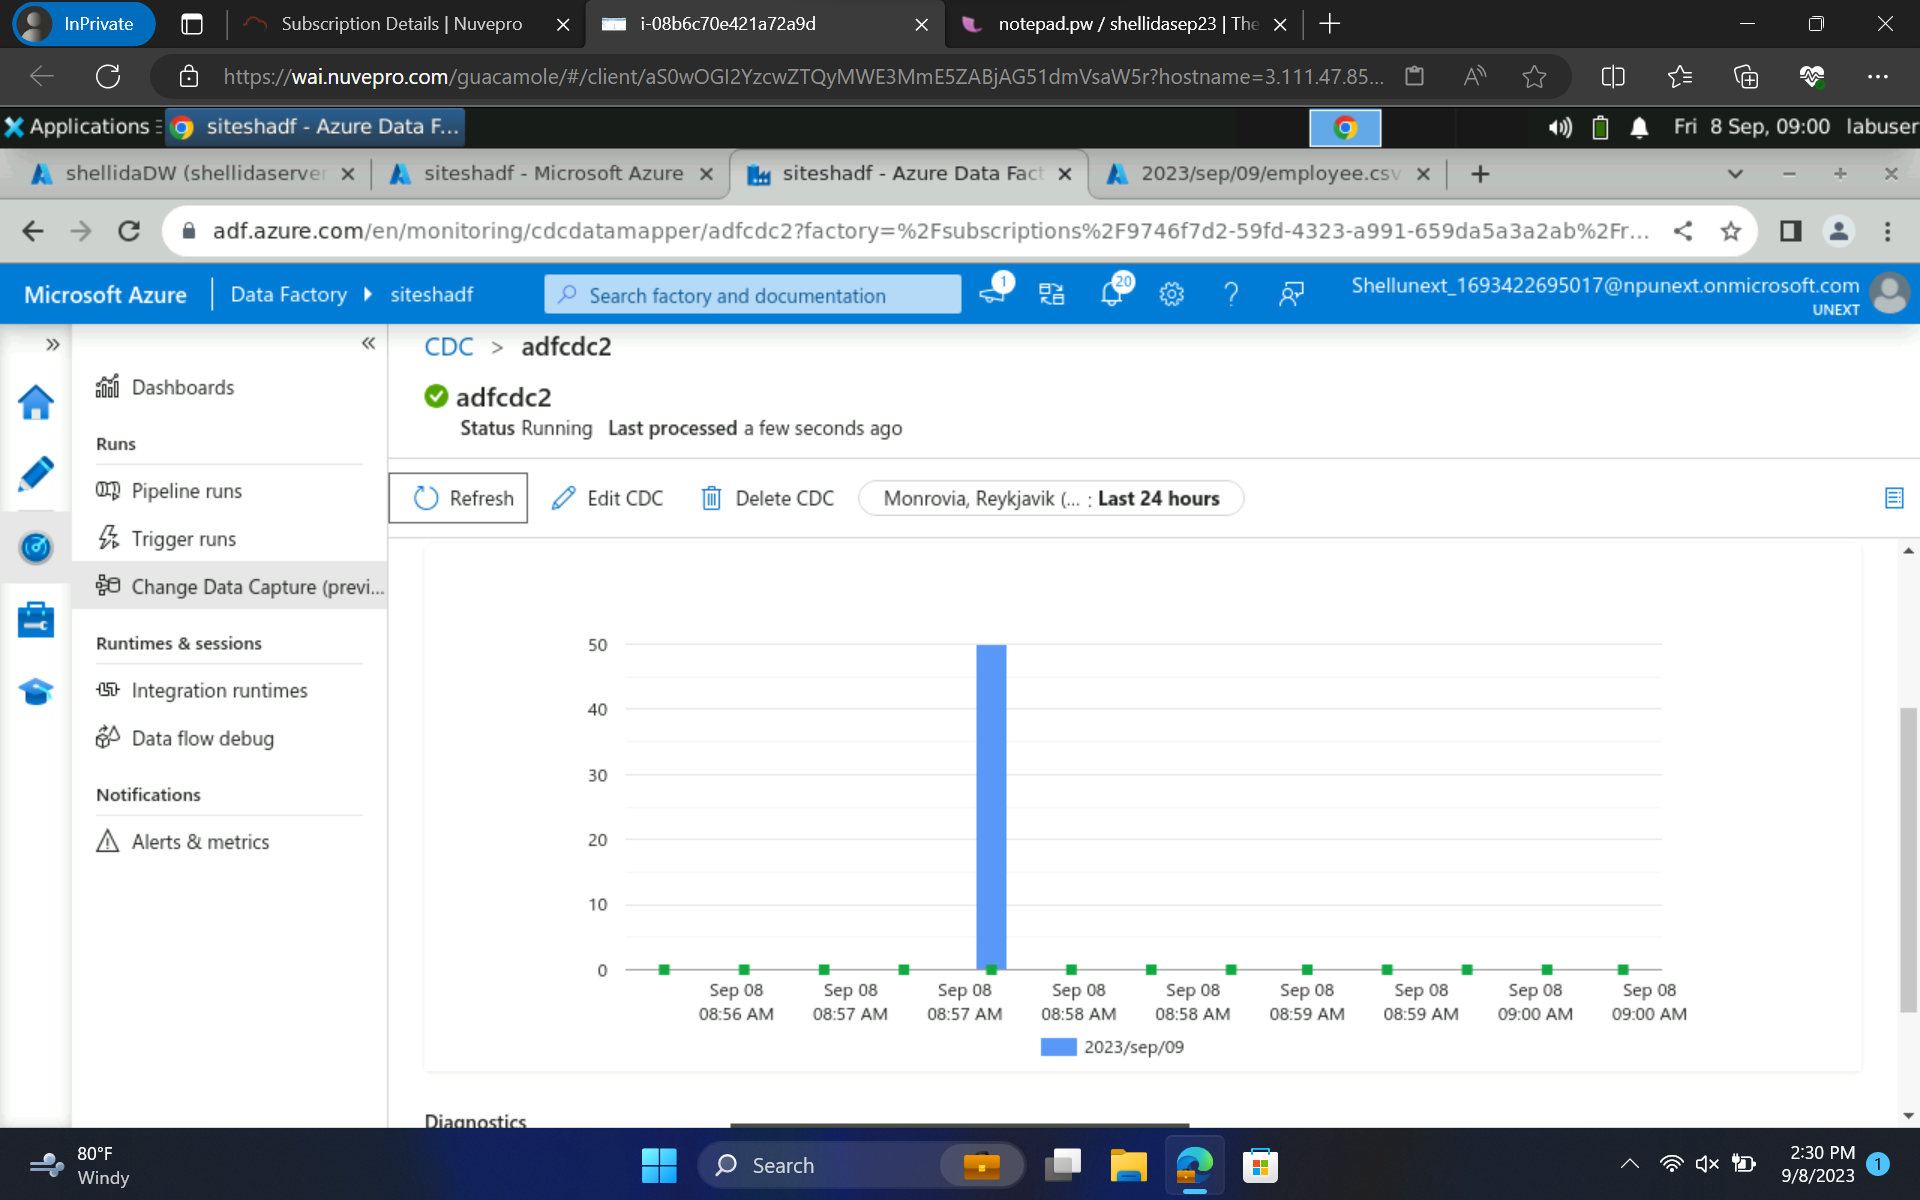 InPrivate
Subscription Details | Nuvepro
i-08b6c70e421a72a9d
notepad.pw / shellidasep23 | The
https://wai.nuvepro.com/guacamole/#/client/aS0wOGI2YzcwZTQyMWE3MmE5ZABjAG51dmVsaW5r?hostname=3.111.47.85...
Applications
siteshadf - Azure Data F...
Fri 8 Sep, 09:00 labuser
shellidaDW (shellidaserver
siteshadf - Microsoft Azure
siteshadf - Azure Data Fact
2023/sep/09/employee.csv
adf.azure.com/en/monitoring/cdcdatamapper/adfcdc2?factory=%2Fsubscriptions%2F9746f7d2-59fd-4323-a991-659da5a3a2ab%2Fr...
Microsoft Azure
Data Factory
siteshadf
Search factory and documentation
1
20
Shellunext_1693422695017@npunext.onmicrosoft.com
UNEXT
Dashboards
Runs
Pipeline runs
Trigger runs
Change Data Capture (previ...
Runtimes & sessions
Integration runtimes
Data flow debug
Notifications
Alerts & metrics
CDC > adfcdc2
adfcdc2
Status Running Last processed a few seconds ago
Refresh
Edit CDC
Delete CDC
Monrovia, Reykjavik (... : Last 24 hours
50
40
30
20
10
0
Sep 08 Sep 08 Sep 08 Sep 08 Sep 08 Sep 08 Sep 08 Sep 08 Sep 08
08:56 AM 08:57 AM 08:57 AM 08:58 AM 08:58 AM 08:59 AM 08:59 AM 09:00 AM 09:00 AM
2023/sep/09
Diagnostics
80°F
Windy
Search
2:30 PM
9/8/2023
1